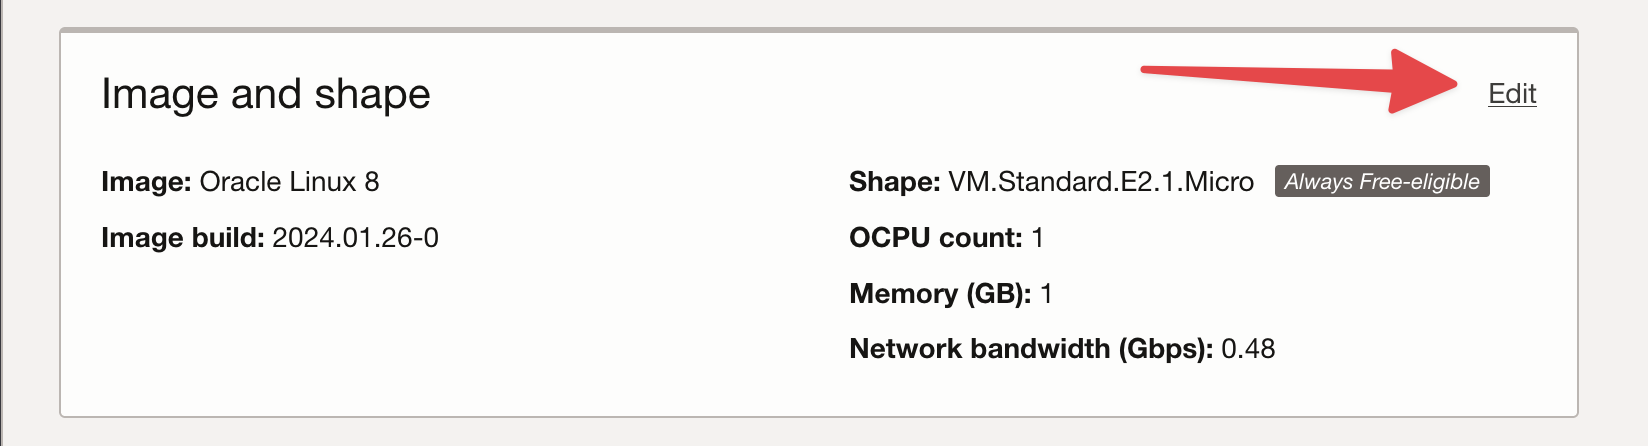 Image and shape
Edit
Image: Oracle Linux 8
Image build: 2024.01.26-0
Shape: VM.Standard.E2.1.Micro Always Free-eligible
OCPU count: 1
Memory (GB): 1
Network bandwidth (Gbps): 0.48